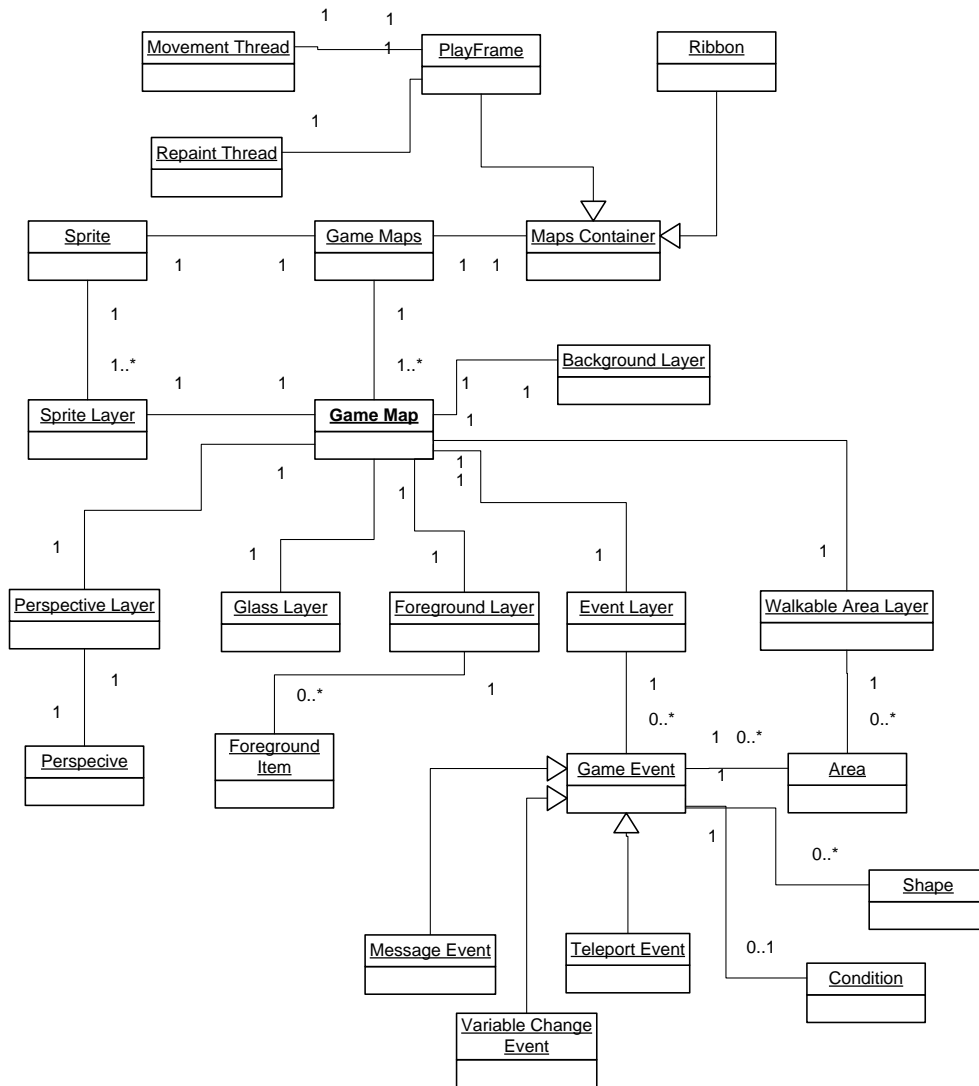 1
1
Movement Thread
1
PlayFrame
Ribbon
1
Repaint Thread
Sprite
Game Maps
Maps Container
1
1
1
1
1
1
1..*
1..*
Background Layer
1
1
1
1
Sprite Layer
Game Map
1
1
1
1
1
1
1
1
1
1
Perspective Layer
Glass Layer
Foreground Layer
Event Layer
Walkable Area Layer
1
1
1
1
0..*
1
0..*
0..*
Perspecive
Foreground
Item
1
0..*
Game Event
1
Area
1
0..*
Shape
Message Event
Teleport Event
0..1
Condition
Variable Change
Event